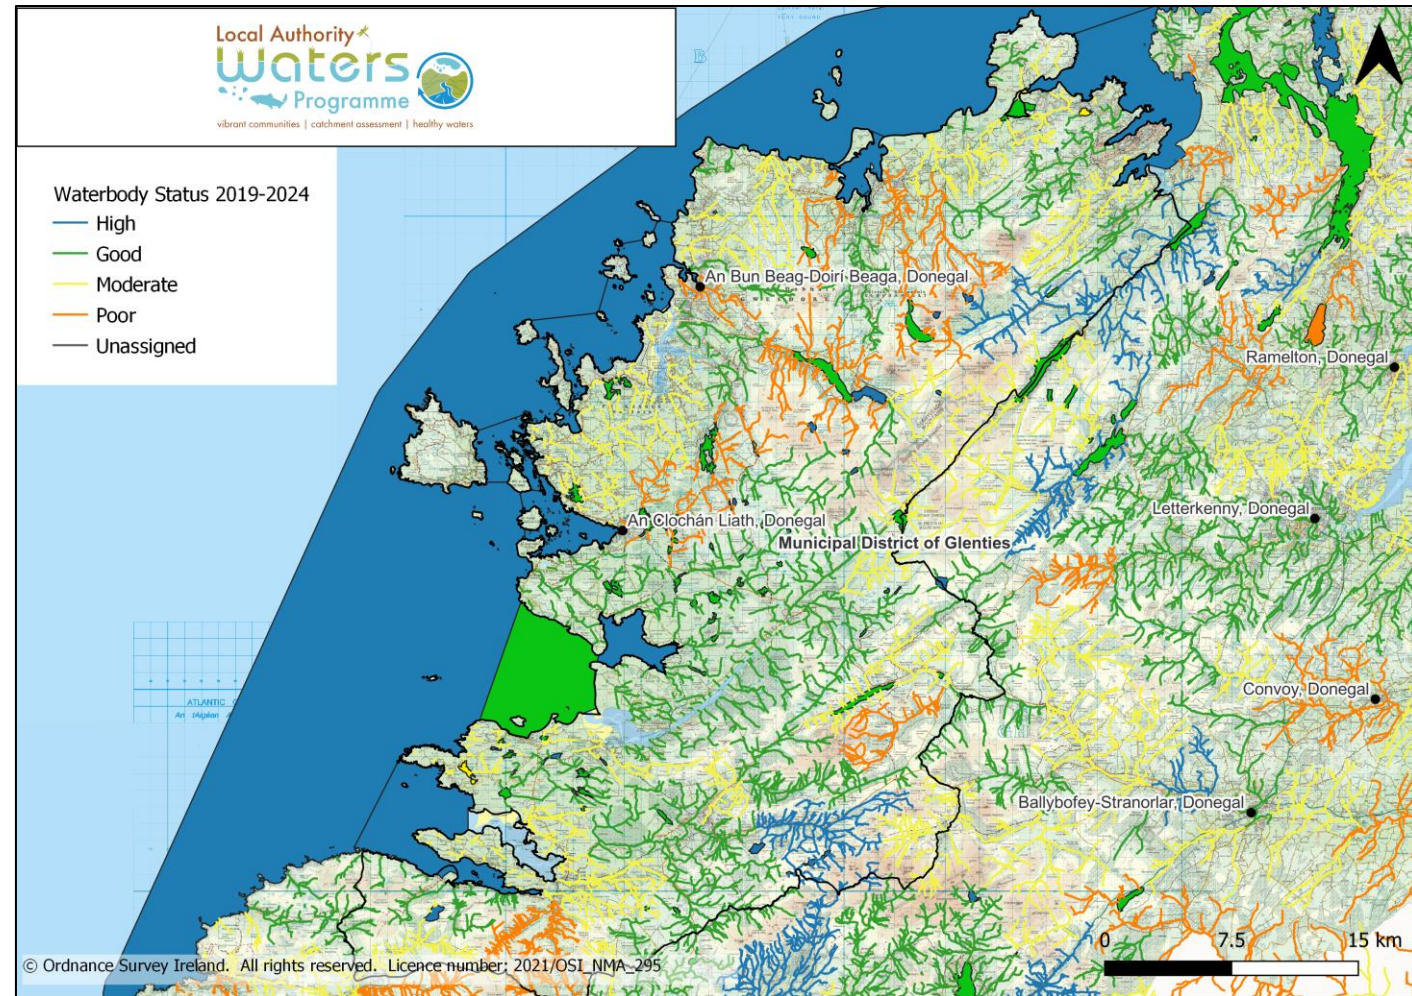 Local Authority
Waters
Programme
vibrant communities | catchment assessment | healthy waters
Waterbody Status 2019-2024
High
Good
Moderate
Poor
Unassigned
B
An Bun Beag-Doirí Beaga, Donegal
Ramelton, Donegal
An Clochán Liath, Donegal
Letterkenny, Donegal
Municipal District of Glenties
ATLANTIC
Convoy, Donegal
Ballybofey-Stranorlar, Donegal
0 7.5 15 km
© Ordnance Survey Ireland. All rights reserved. Licence number: 2021/OSI_NMA_295